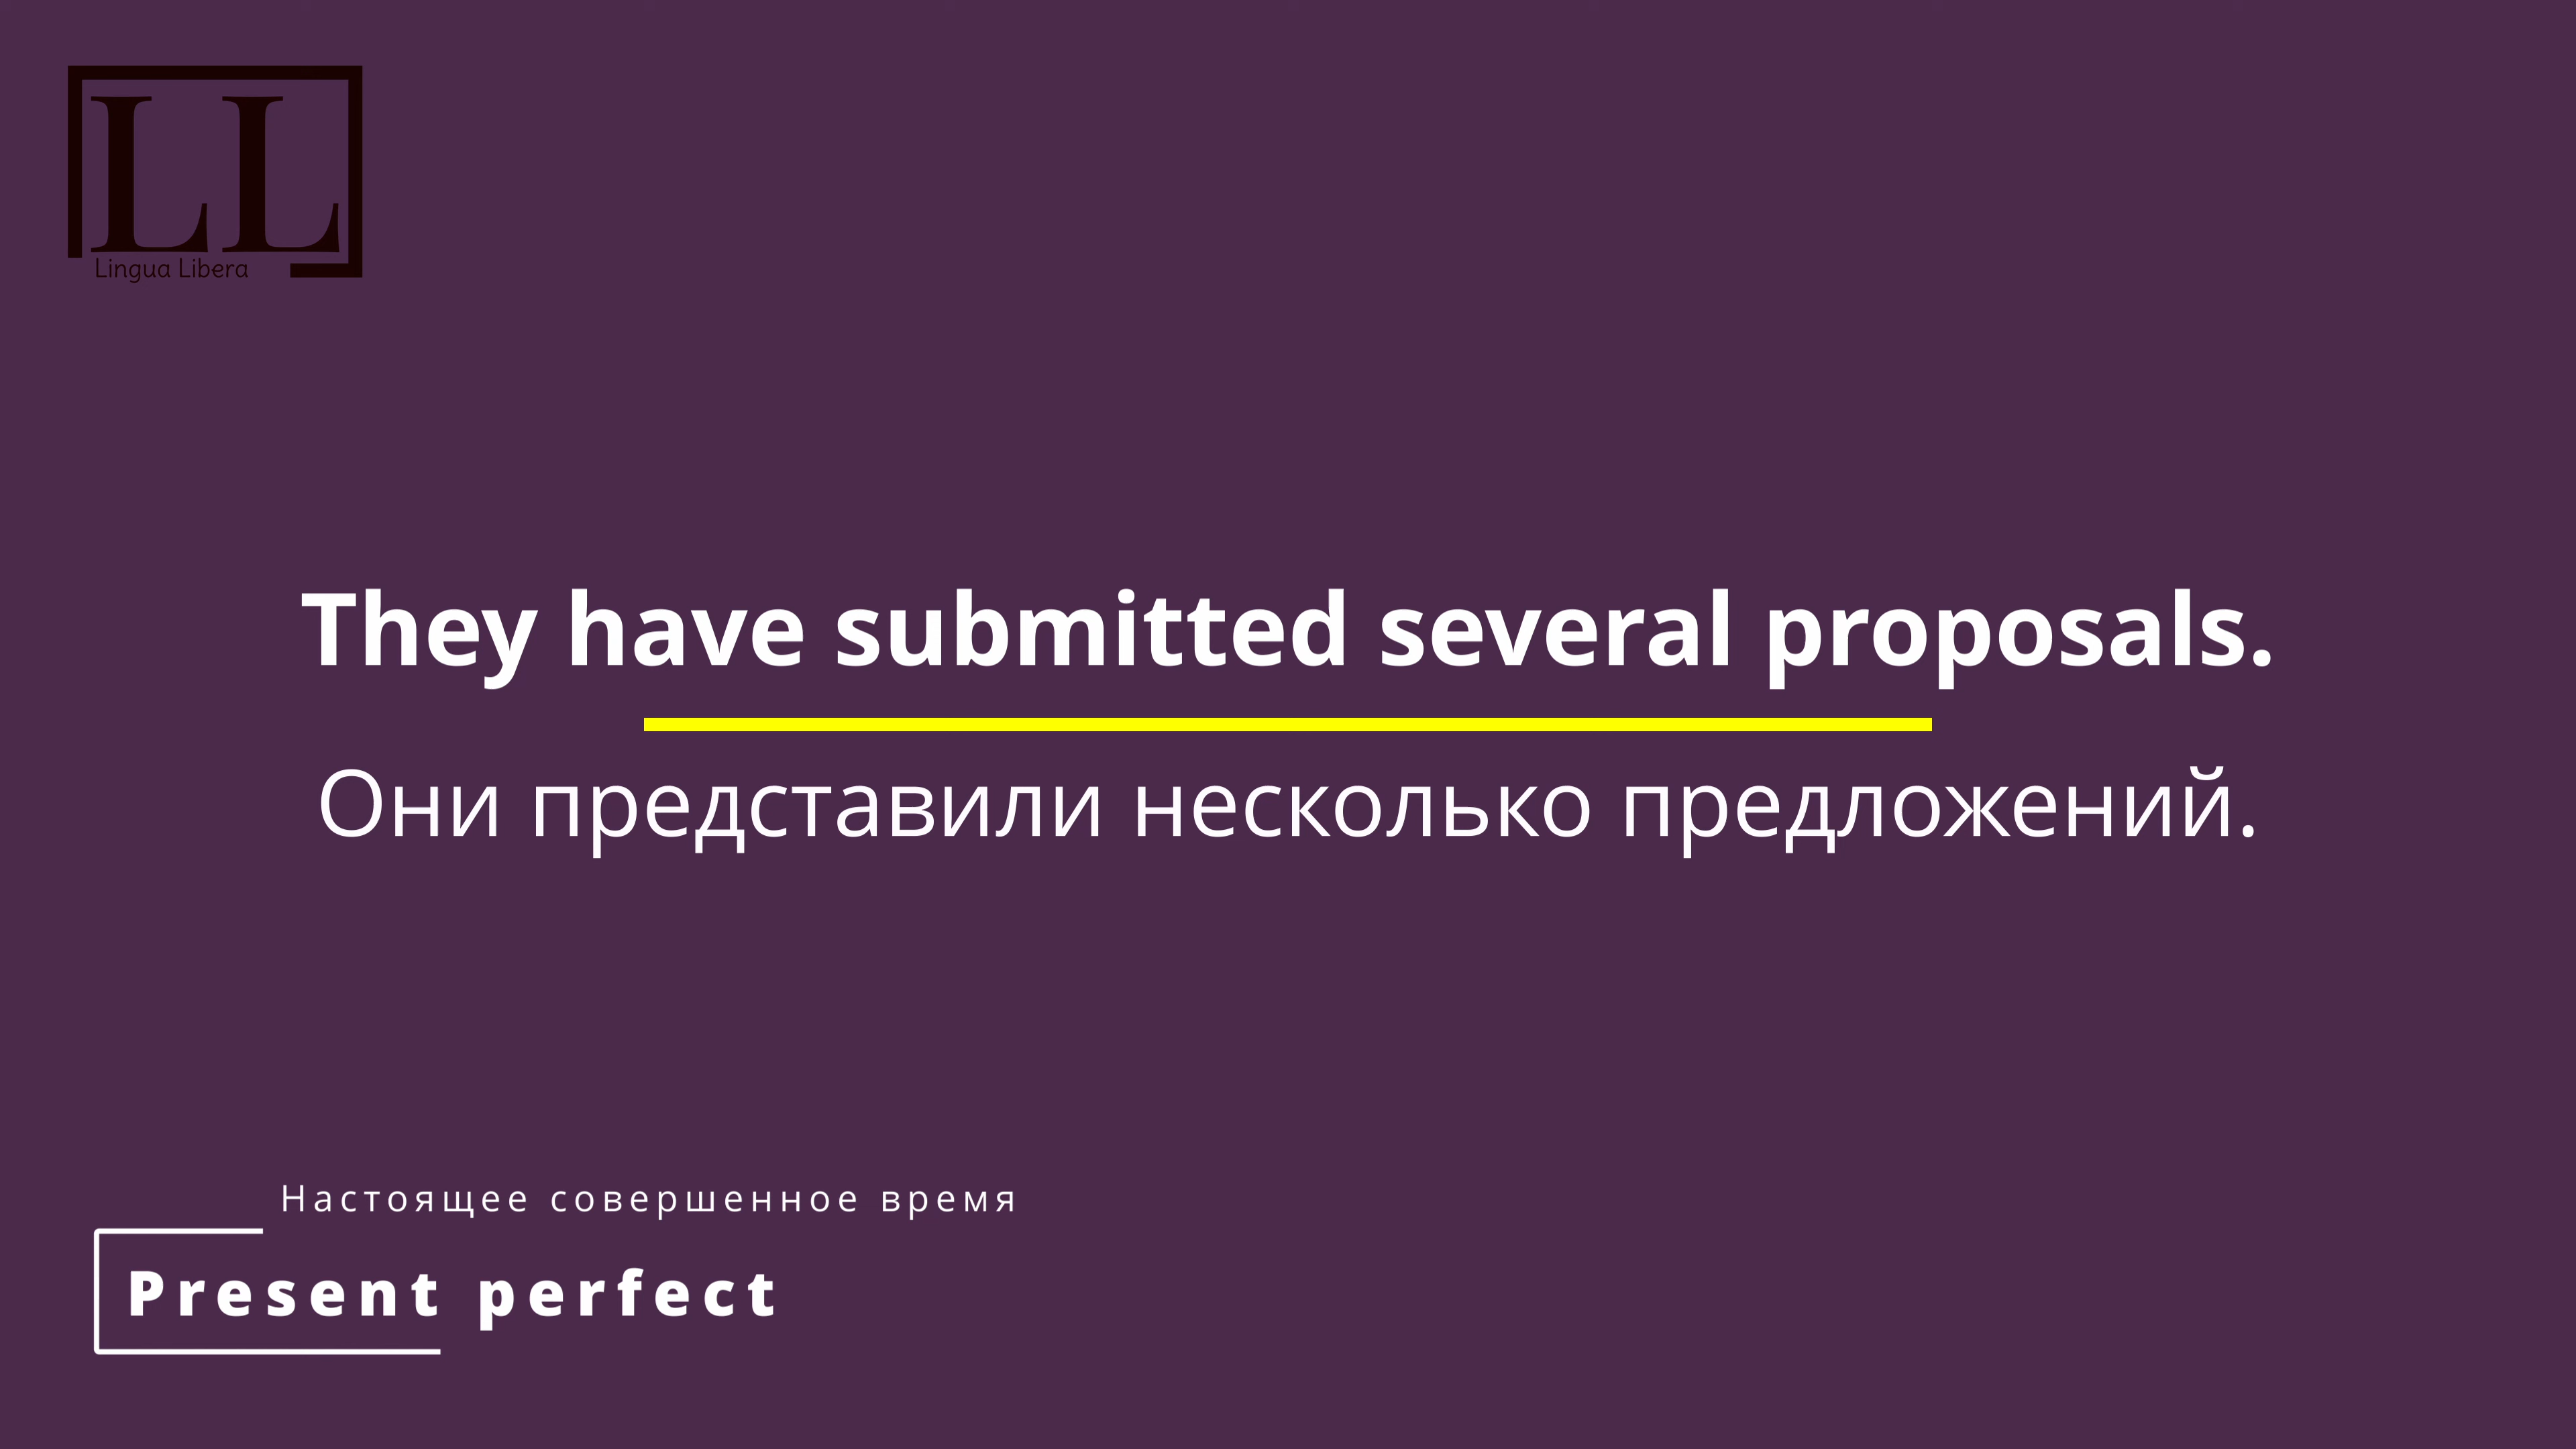 LL
Lingua Libera
They have submitted several proposals.
Они представили несколько предложений.
Настоящее совершенное время
Present perfect